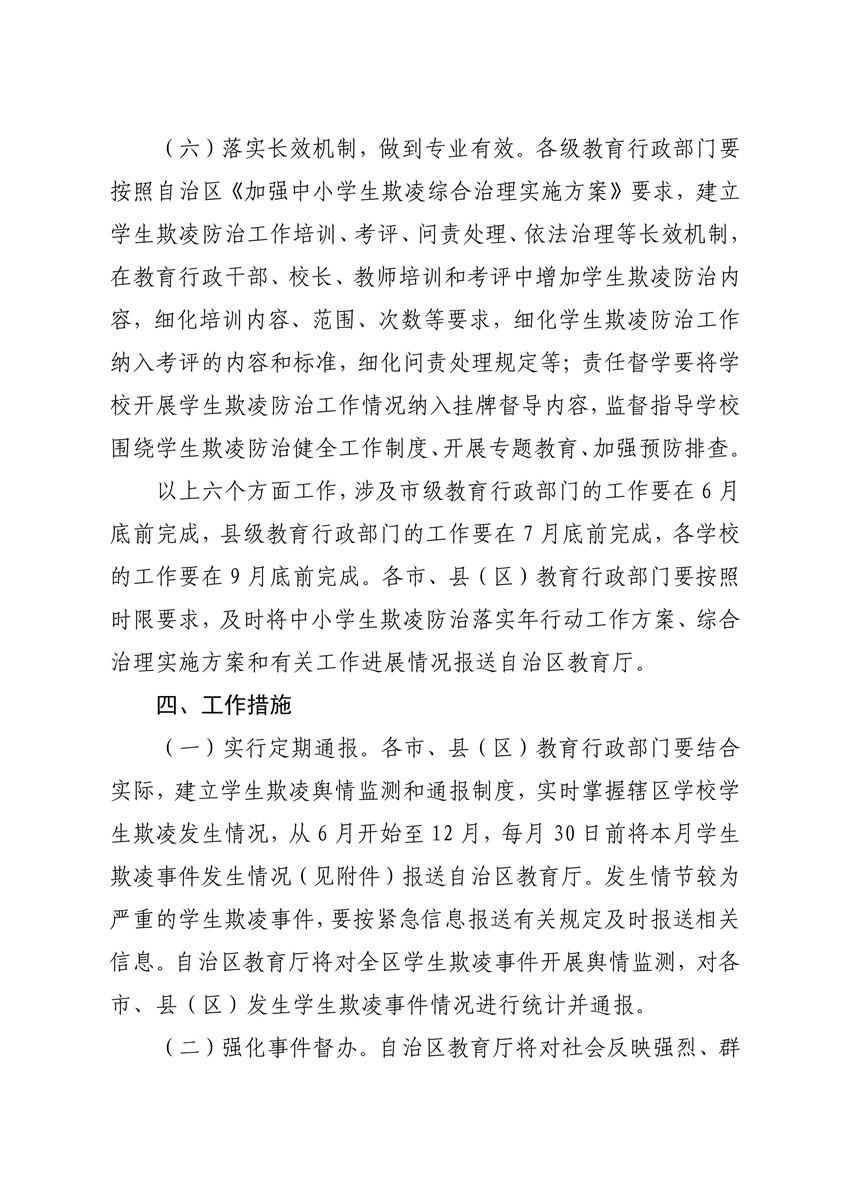 （六）落实长效机制，做到专业有效。各级教育行政部门要
按照自治区《加强中小学生欺凌综合治理实施方案》要求，建立
学生欺凌防治工作培训、考评、问责处理、依法治理等长效机制，
在教育行政干部、校长、教师培训和考评中增加学生欺凌防治内
容，细化培训内容、范围、次数等要求，细化学生欺凌防治工作
纳入考评的内容和标准，细化问责处理规定等；责任督学要将学
校开展学生欺凌防治工作情况纳入挂牌督导内容，监督指导学校
围绕学生欺凌防治健全工作制度、开展专题教育、加强预防排查。
以上六个方面工作，涉及市级教育行政部门的工作要在 6 月
底前完成，县级教育行政部门的工作要在 7 月底前完成，各学校
的工作要在 9 月底前完成。各市、县（区）教育行政部门要按照
时限要求，及时将中小学生欺凌防治落实年行动工作方案、综合
治理实施方案和有关工作进展情况报送自治区教育厅。
四、工作措施
（一）实行定期通报。各市、县（区）教育行政部门要结合
实际，建立学生欺凌舆情监测和通报制度，实时掌握辖区学校学
生欺凌发生情况，从 6 月开始至 12 月，每月 30 日前将本月学生
欺凌事件发生情况（见附件）报送自治区教育厅。发生情节较为
严重的学生欺凌事件，要按紧急信息报送有关规定及时报送相关
信息。自治区教育厅将对全区学生欺凌事件开展舆情监测，对各
市、县（区）发生学生欺凌事件情况进行统计并通报。
（二）强化事件督办。自治区教育厅将对社会反映强烈、群